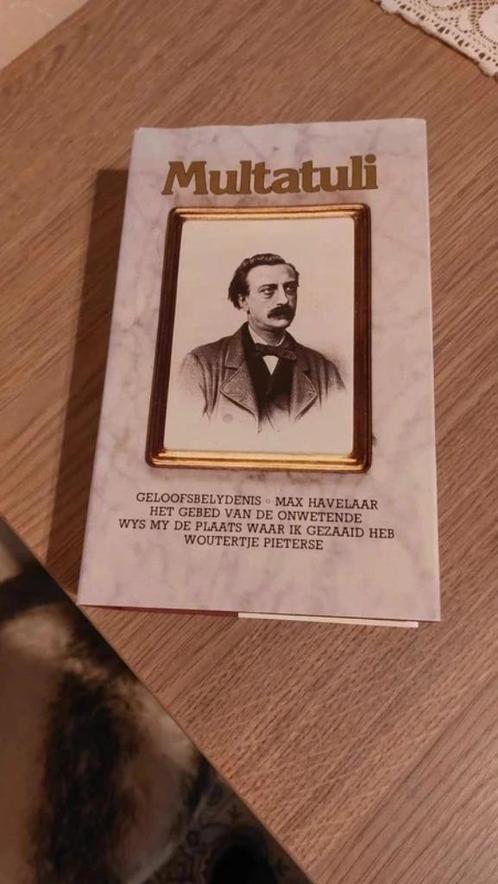 Multatuli
GELOOFSBELYDENIS ◦ MAX HAVELAAR
HET GEBED VAN DE ONWETENDE
WYS MY DE PLAATS WAAR IK GEZAAID HEB
WOUTERTJE PIETERSE